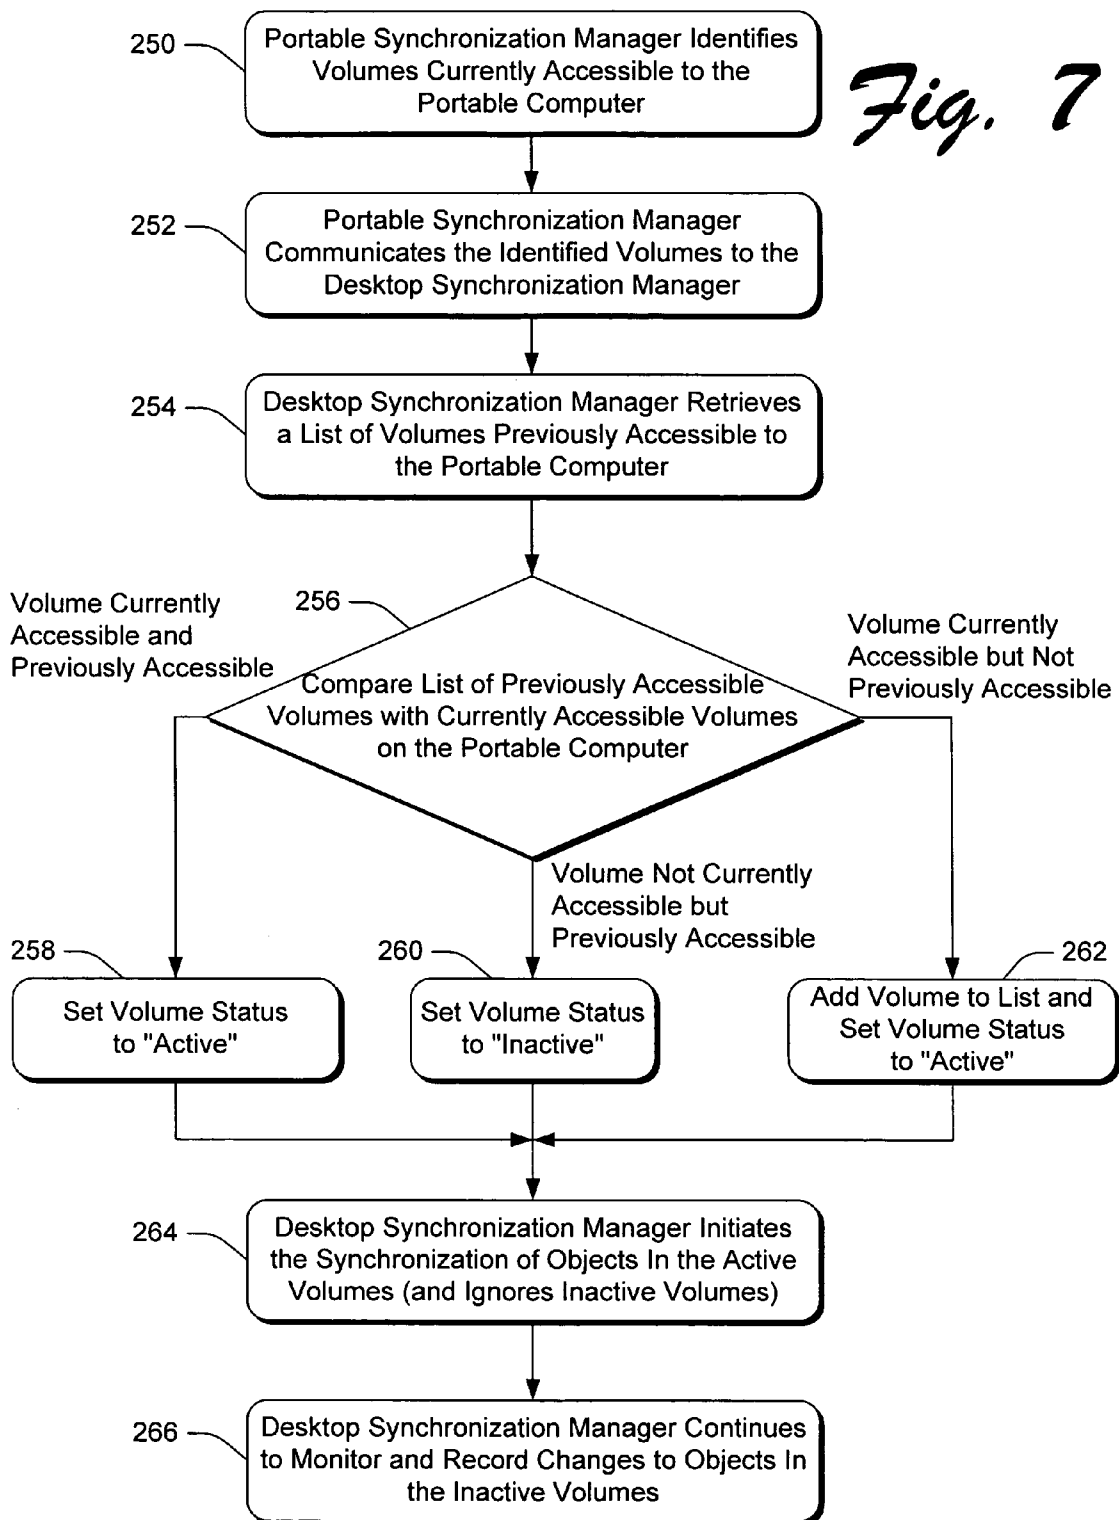 250
Portable Synchronization Manager Identifies
Volumes Currently Accessible to the
Portable Computer
Fig. 7
252
Portable Synchronization Manager
Communicates the Identified Volumes to the
Desktop Synchronization Manager
254
Desktop Synchronization Manager Retrieves
a List of Volumes Previously Accessible to
the Portable Computer
Volume Currently
Accessible and
Previously Accessible
256
Compare List of Previously Accessible
Volumes with Currently Accessible Volumes
on the Portable Computer
Volume Currently
Accessible but Not
Previously Accessible
Volume Not Currently
Accessible but
Previously Accessible
258
Set Volume Status
to "Active"
260
Set Volume Status
to "Inactive"
262
Add Volume to List and
Set Volume Status
to "Active"
264
Desktop Synchronization Manager Initiates
the Synchronization of Objects In the Active
Volumes (and Ignores Inactive Volumes)
266
Desktop Synchronization Manager Continues
to Monitor and Record Changes to Objects In
the Inactive Volumes